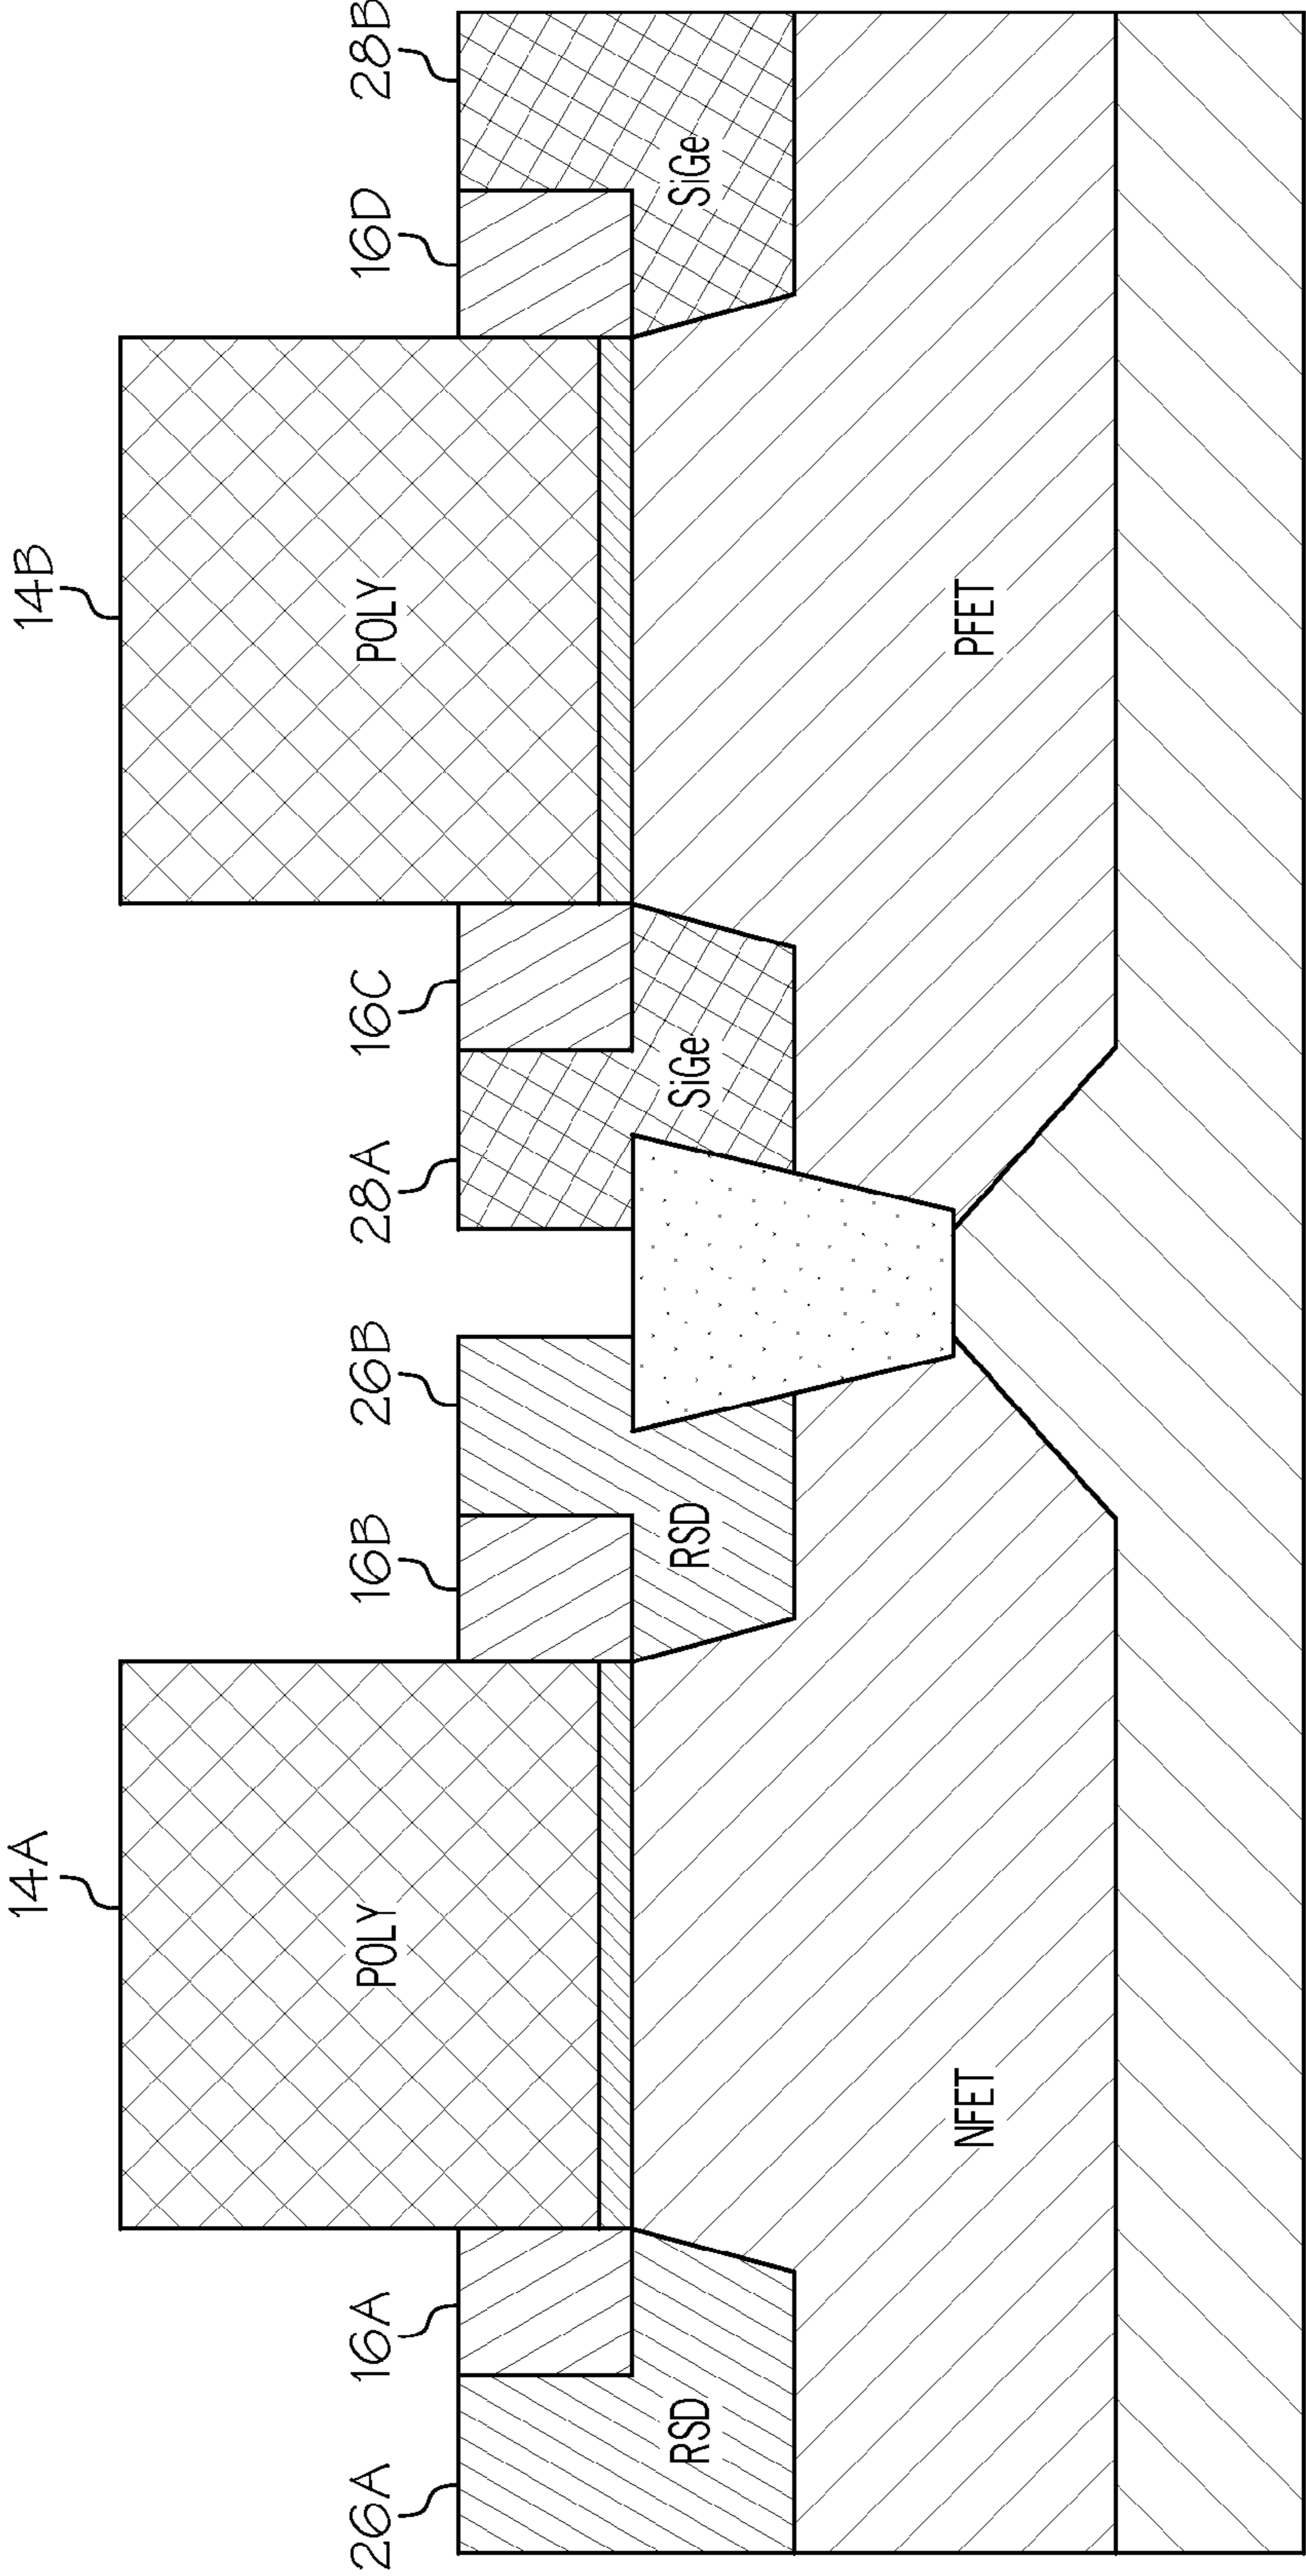 14A
14B
26A
16A
16B
26B
28A
16C
16D
28B
POLY
POLY
RSD
RSD
SiGe
SiGe
NFET
PFET